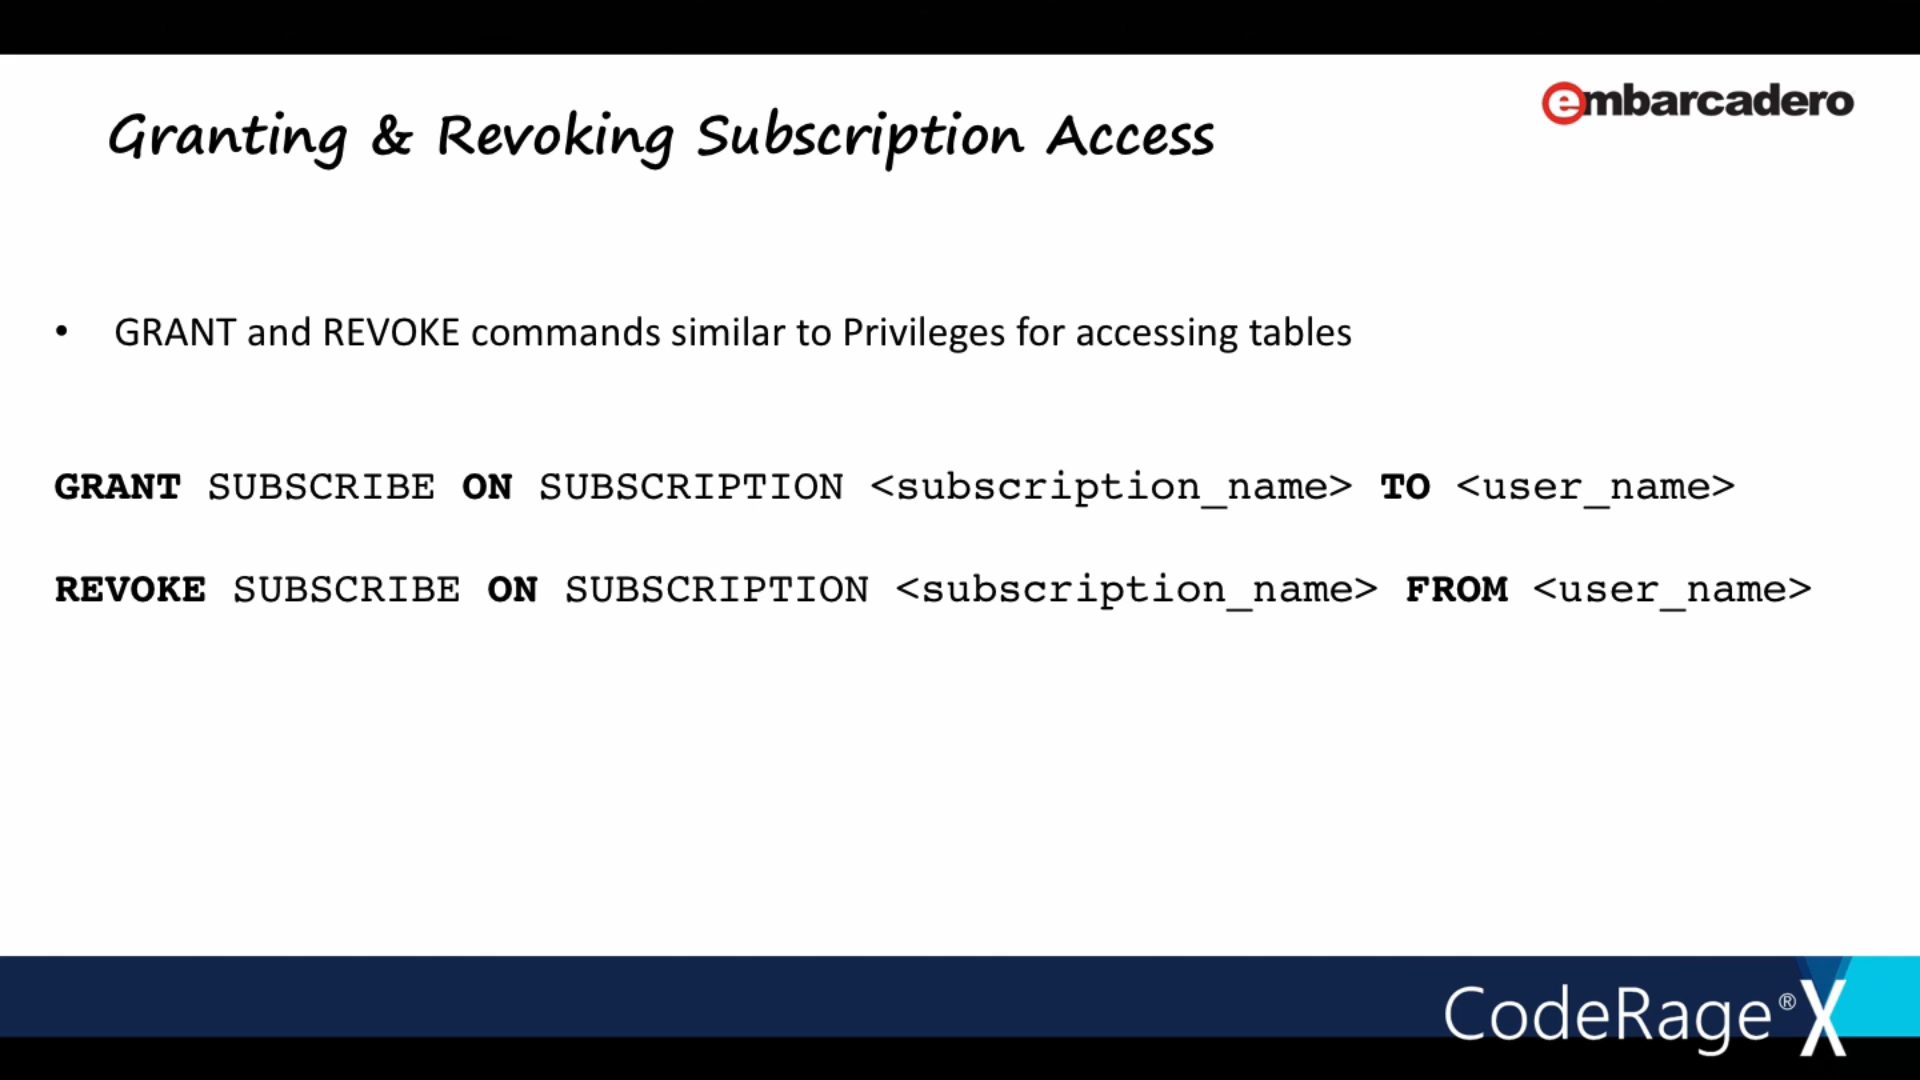 embarcadero
Granting & Revoking Subscription Access
• GRANT and REVOKE commands similar to Privileges for accessing tables
GRANT SUBSCRIBE ON SUBSCRIPTION <subscription_name> TO <user_name>
REVOKE SUBSCRIBE ON SUBSCRIPTION <subscription_name> FROM <user_name>
CodeRage® X